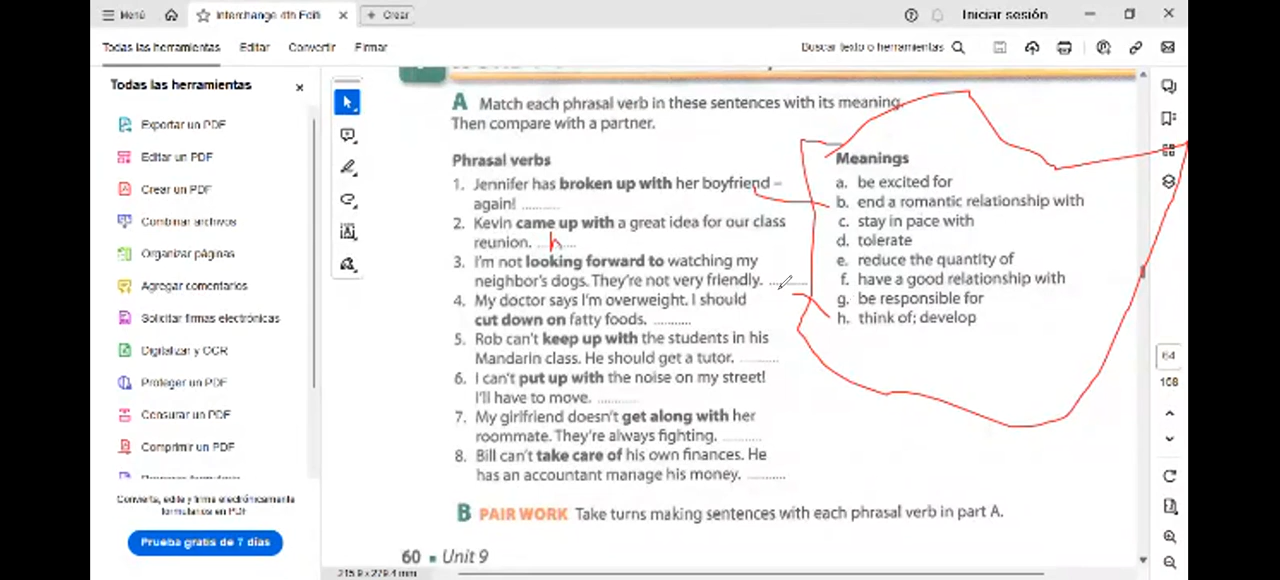 Menú
Interchange 4th Editi
Crear
Iniciar sesión
Todas las herramientas
Editar
Convertir
Firmar
Buscar texto o herramientas
Todas las herramientas
Exportar un PDF
Editar un PDF
Crear un PDF
Combinar archivos
Organizar páginas
Agregar comentarios
Solicitar firmas electrónicas
Digitalizar y OCR
Proteger un PDF
Censurar un PDF
Comprimir un PDF
Convierta, edite y firme electrónicamente
formularios en PDF
Prueba gratis de 7 días
A Match each phrasal verb in these sentences with its meaning.
Then compare with a partner.
Phrasal verbs
1. Jennifer has broken up with her boyfriend –
again! ..........
2. Kevin came up with a great idea for our class
reunion. .... h ....
3. I'm not looking forward to watching my
neighbor's dogs. They're not very friendly. ..........
4. My doctor says I'm overweight. I should
cut down on fatty foods. ..........
5. Rob can't keep up with the students in his
Mandarin class. He should get a tutor. ..........
6. I can't put up with the noise on my street!
I'll have to move. ..........
7. My girlfriend doesn't get along with her
roommate. They're always fighting. ..........
8. Bill can't take care of his own finances. He
has an accountant manage his money. ..........
Meanings
a. be excited for
b. end a romantic relationship with
c. stay in pace with
d. tolerate
e. reduce the quantity of
f. have a good relationship with
g. be responsible for
h. think of; develop
B PAIR WORK Take turns making sentences with each phrasal verb in part A.
60 ▪ Unit 9
215.9 x 279.4 mm
64
108